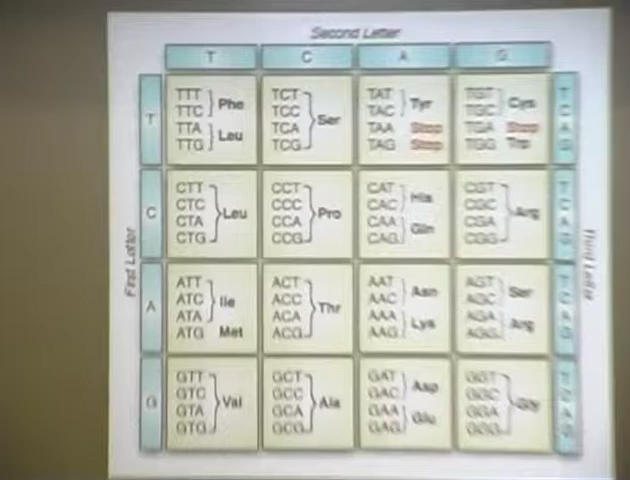 Second Letter
T C A G
T
TTT
TTC
Phe
TTA
TTG
Leu
TCT
TCC
TCA
TCG
Ser
TAT
TAC
Tyr
TAA Stop
TAG Stop
TGT
TGC
Cys
TGA Stop
TGG Trp
T
C
A
G
C
CTT
CTC
CTA
CTG
Leu
CCT
CCC
CCA
CCG
Pro
CAT
CAC
His
CAA
CAG
Gln
CGT
CGC
CGA
CGG
Arg
T
C
A
G
A
ATT
ATC
ATA
Ile
ATG Met
ACT
ACC
ACA
ACG
Thr
AAT
AAC
Asn
AAA
AAG
Lys
AGT
AGC
Ser
AGA
AGG
Arg
T
C
A
G
G
GTT
GTC
GTA
GTG
Val
GCT
GCC
GCA
GCG
Ala
GAT
GAC
Asp
GAA
GAG
Glu
GGT
GGC
GGA
GGG
Gly
T
C
A
G
First Letter
Third Letter